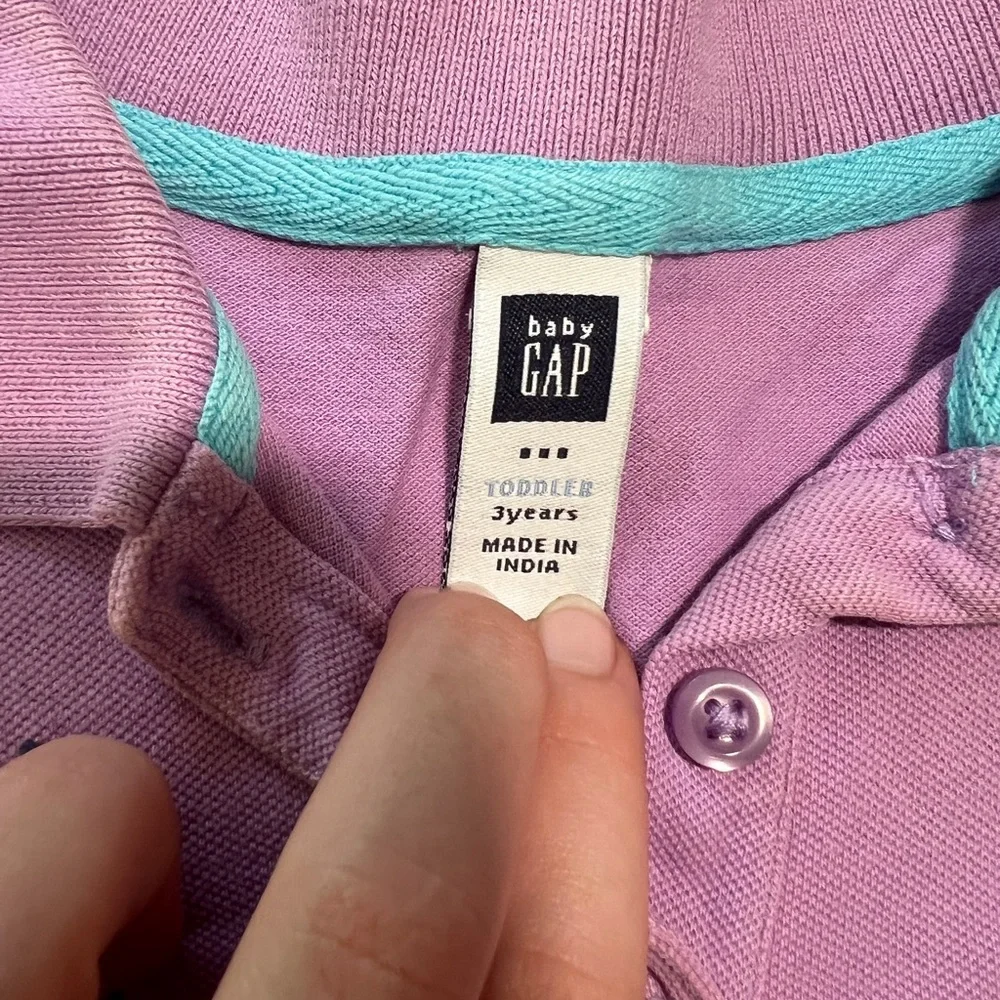 baby
GAP
TODDLER
3years
MADE IN
INDIA